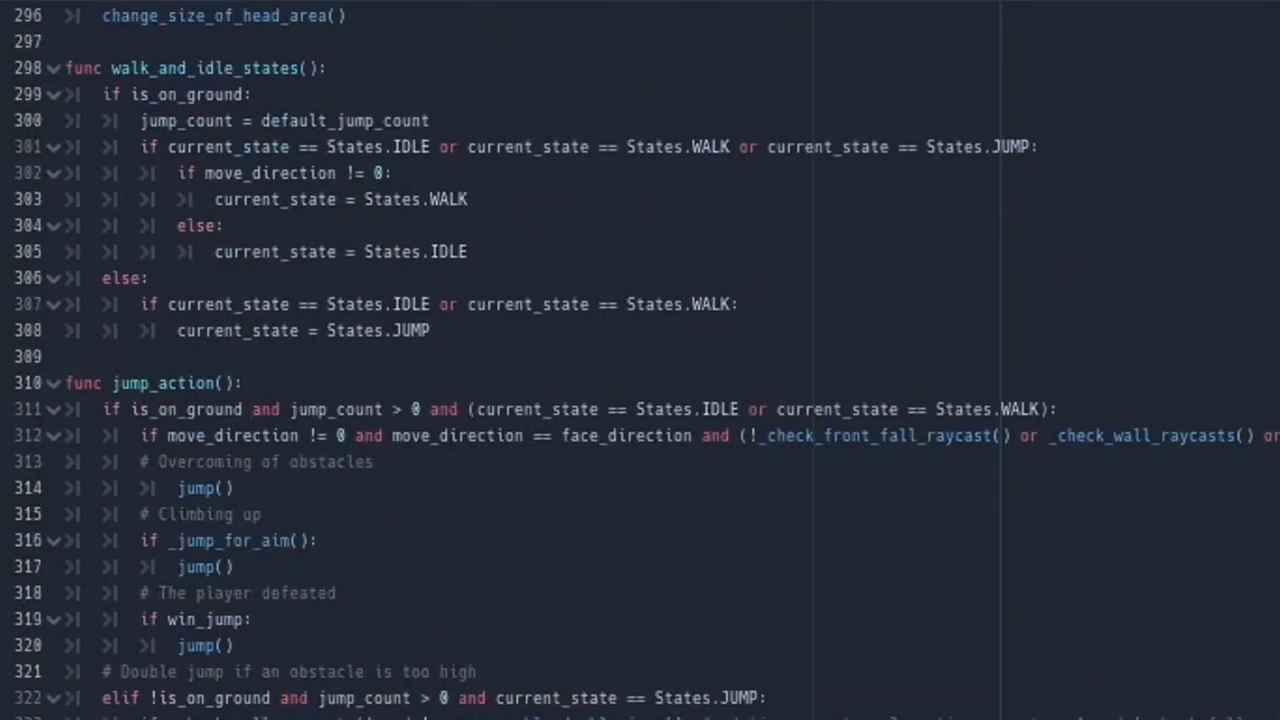 296 change_size_of_head_area()
297
298 func walk_and_idle_states():
299 if is_on_ground:
300 jump_count = default_jump_count
301 if current_state == States.IDLE or current_state == States.WALK or current_state == States.JUMP:
302 if move_direction != 0:
303 current_state = States.WALK
304 else:
305 current_state = States.IDLE
306 else:
307 if current_state == States.IDLE or current_state == States.WALK:
308 current_state = States.JUMP
309
310 func jump_action():
311 if is_on_ground and jump_count > 0 and (current_state == States.IDLE or current_state == States.WALK):
312 if move_direction != 0 and move_direction == face_direction and (!_check_front_fall_raycast() or _check_wall_raycasts() or
313 # Overcoming of obstacles
314 jump()
315 # Climbing up
316 if _jump_for_aim():
317 jump()
318 # The player defeated
319 if win_jump:
320 jump()
321 # Double jump if an obstacle is too high
322 elif !is_on_ground and jump_count > 0 and current_state == States.JUMP: